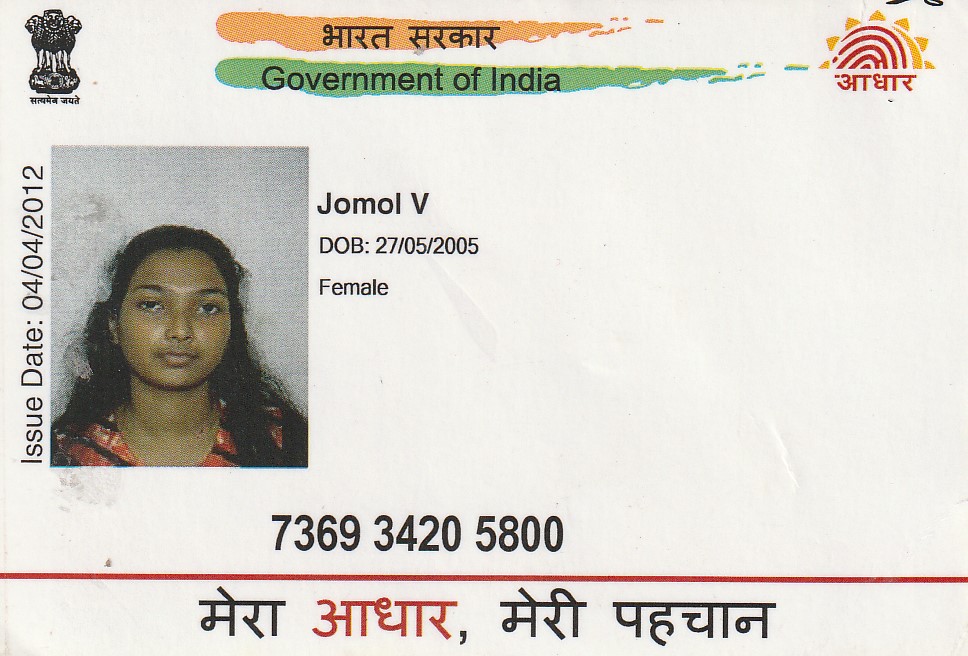 भारत सरकार
Government of India
सत्यमेव जयते
आधार
Issue Date: 04/04/2012
Jomol V
DOB: 27/05/2005
Female
7369 3420 5800
मेरा आधार, मेरी पहचान